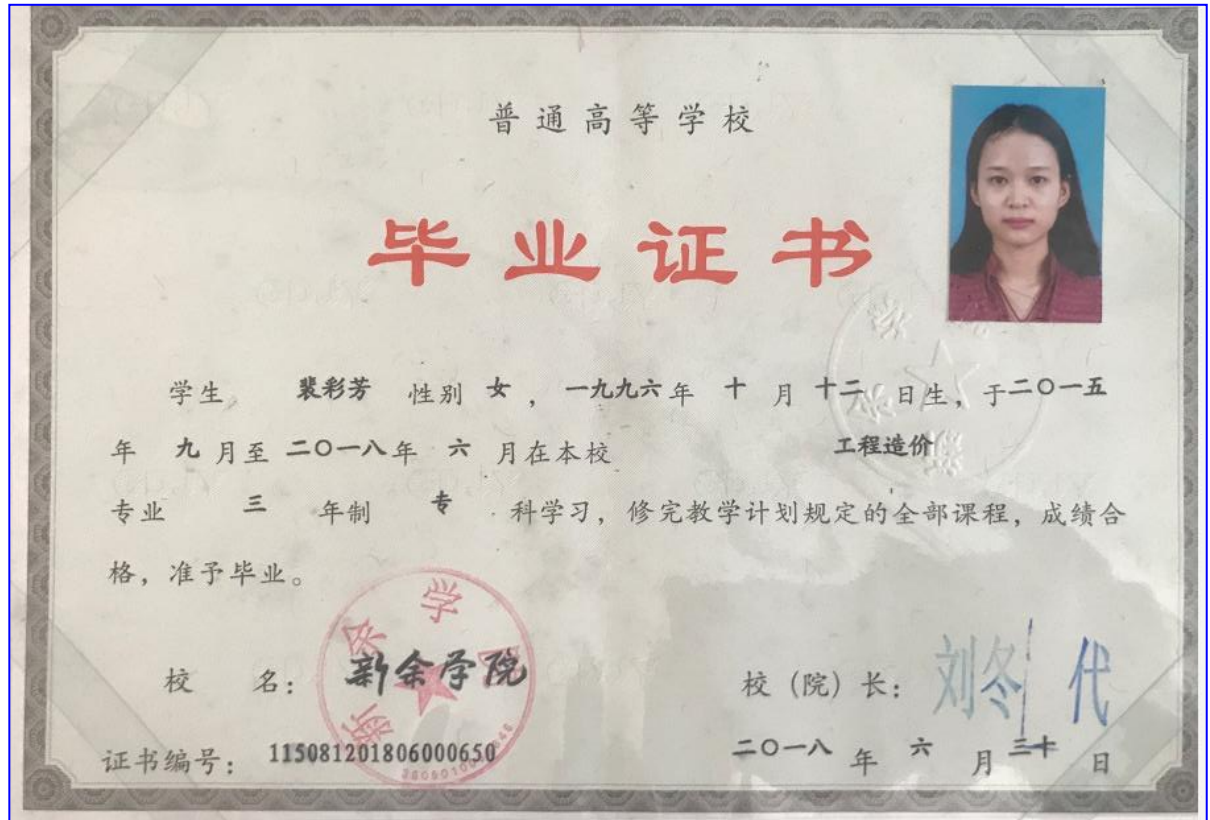 普通高等学校
毕业证书
学生 裴彩芳 性别 女，一九九六年 十 月 十二 日生，于二〇一五
年 九 月至 二〇一八年 六 月在本校 工程造价
专业 三 年制 专 科学习，修完教学计划规定的全部课程，成绩合
格，准予毕业。
校 名：新余学院
新余学院
校（院）长：刘冬 代
证书编号：115081201806000650
二〇一八 年 六 月 三十 日